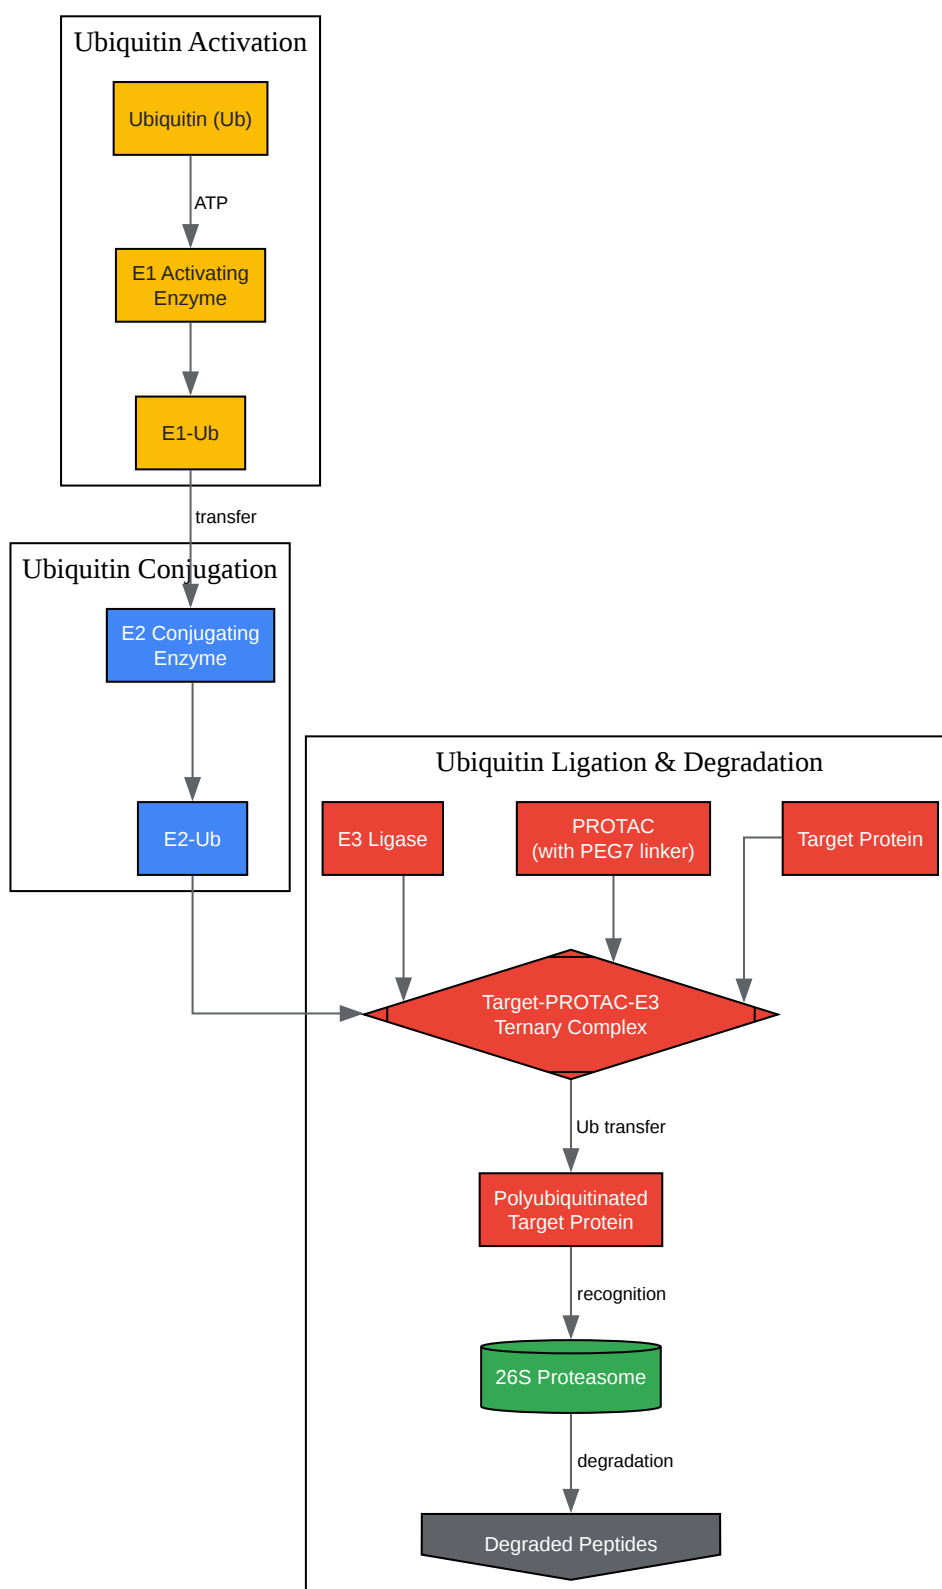 Ubiquitin Activation
Ubiquitin (Ub)
ATP
E1 Activating
Enzyme
E1-Ub
transfer
Ubiquitin Conjugation
E2 Conjugating
Enzyme
E2-Ub
Ubiquitin Ligation & Degradation
E3 Ligase
PROTAC
(with PEG7 linker)
Target Protein
Target-PROTAC-E3
Ternary Complex
Ub transfer
Polyubiquitinated
Target Protein
recognition
26S Proteasome
degradation
Degraded Peptides